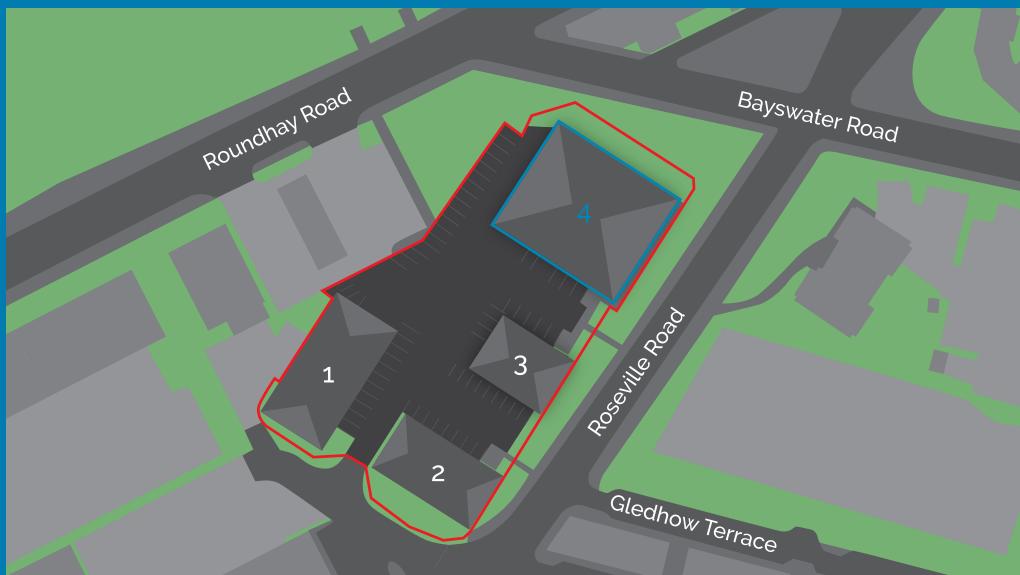 Roundhay Road
Bayswater Road
4
3
1
Roseville Road
2
Gledhow Terrace